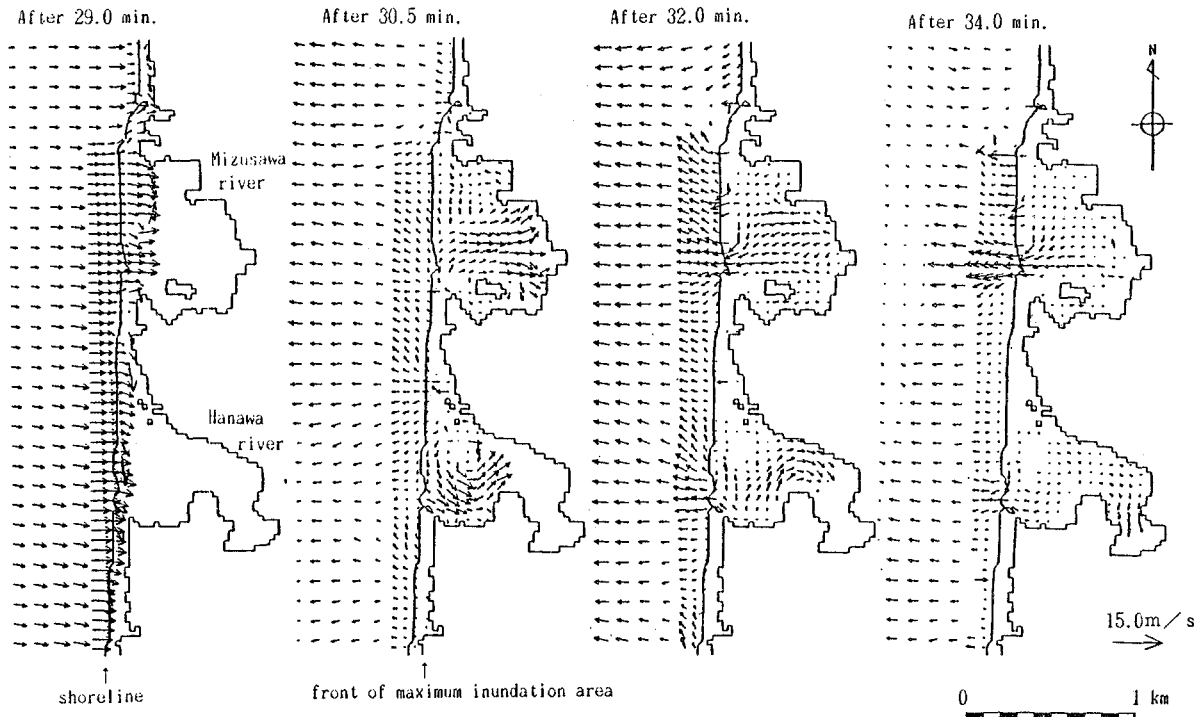 After 29.0 min.
After 30.5 min.
After 32.0 min.
After 34.0 min.
N
Mizusawa
river
Hanawa
river
15.0m/s
shoreline
front of maximum inundation area
0
1 km